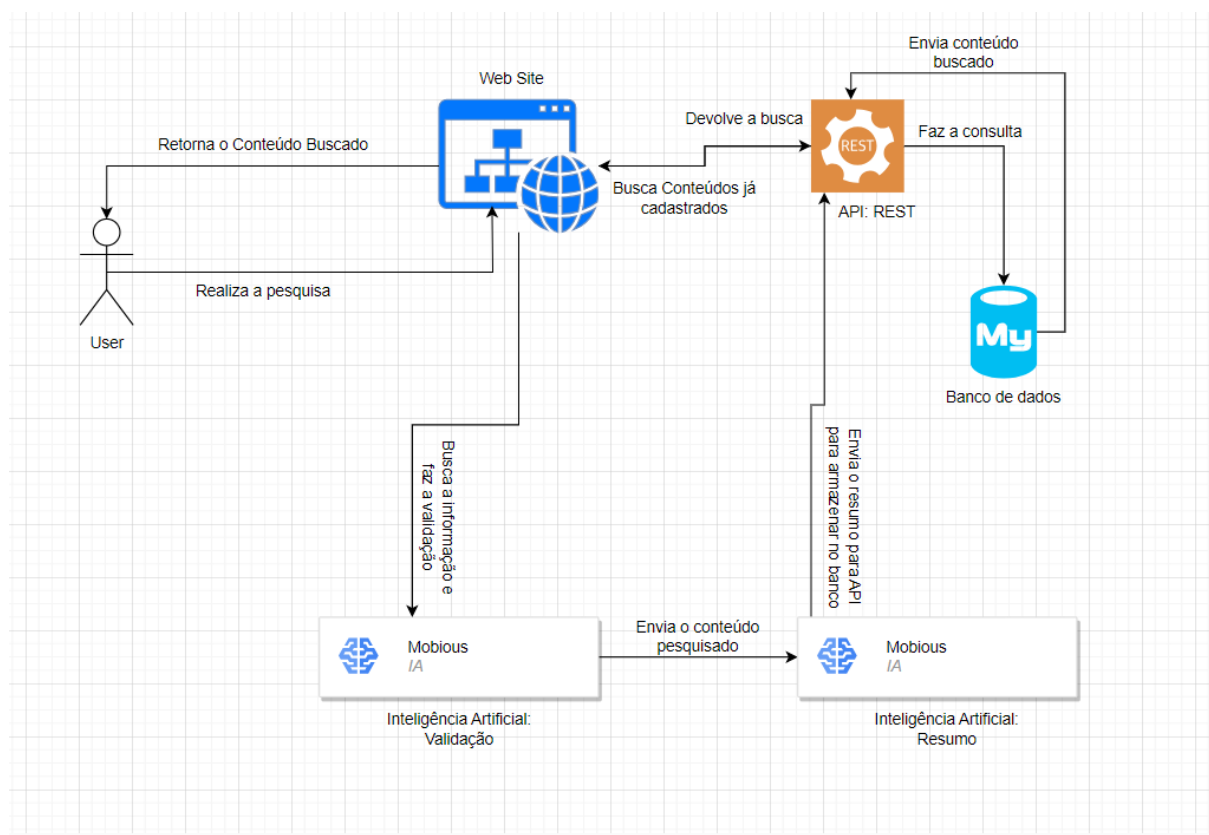 Envia conteúdo
buscado
Web Site
Devolve a busca
Faz a consulta
Retorna o Conteúdo Buscado
REST
Busca Conteúdos já
cadastrados
API: REST
Realiza a pesquisa
User
My
Banco de dados
Busca a informação e
faz a validação
Envia o resumo para API
para armazenar no banco
Envia o conteúdo
pesquisado
Mobious
IA
Mobious
IA
Inteligência Artificial:
Validação
Inteligência Artificial:
Resumo